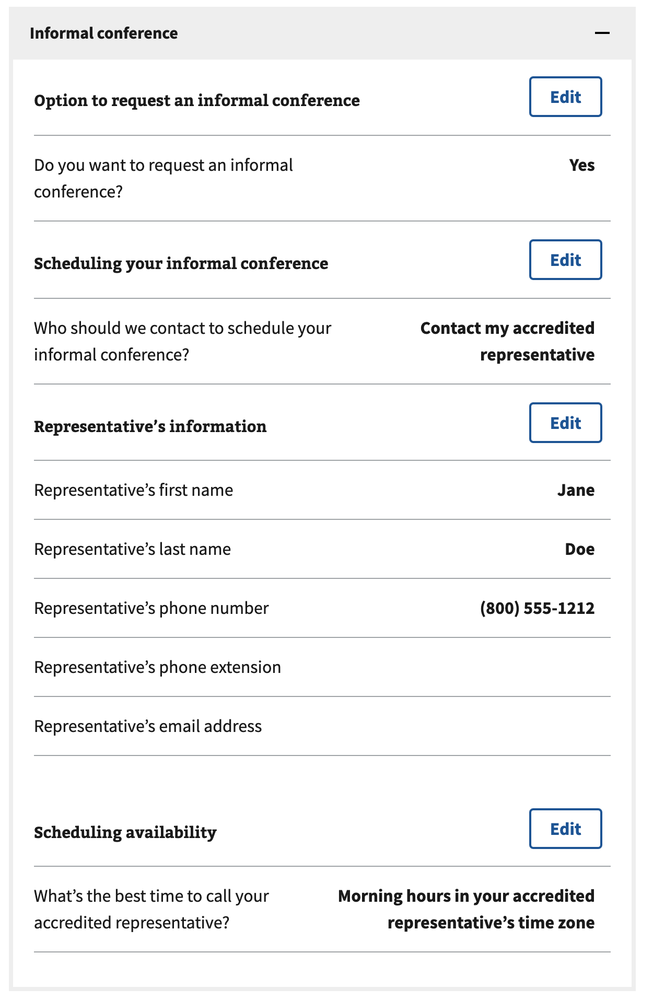 Informal conference
Option to request an informal conference
Edit
Do you want to request an informal
conference?
Yes
Scheduling your informal conference
Edit
Who should we contact to schedule your
informal conference?
Contact my accredited
representative
Representative’s information
Edit
Representative’s first name
Jane
Representative’s last name
Doe
Representative’s phone number
(800) 555-1212
Representative’s phone extension
Representative’s email address
Scheduling availability
Edit
What’s the best time to call your
accredited representative?
Morning hours in your accredited
representative’s time zone